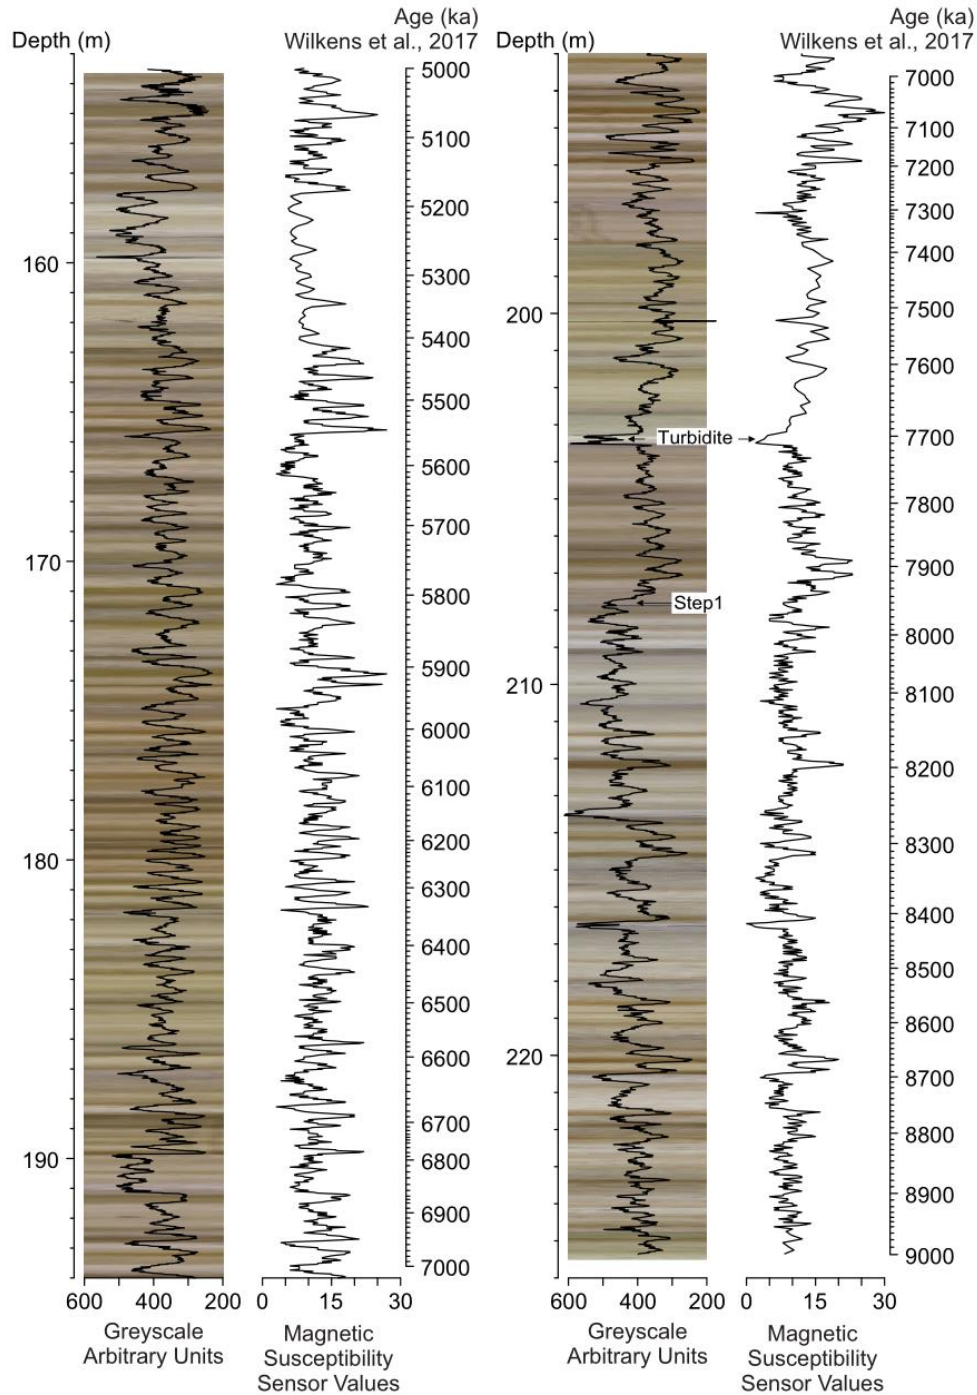 Depth (m)
Age (ka)
Wilkens et al., 2017
160
170
180
190
5000
5100
5200
5300
5400
5500
5600
5700
5800
5900
6000
6100
6200
6300
6400
6500
6600
6700
6800
6900
7000
600 400 200
0 15 30
Greyscale
Arbitrary Units
Magnetic
Susceptibility
Sensor Values
Depth (m)
Age (ka)
Wilkens et al., 2017
200
210
220
Turbidite
Step1
7000
7100
7200
7300
7400
7500
7600
7700
7800
7900
8000
8100
8200
8300
8400
8500
8600
8700
8800
8900
9000
600 400 200
0 15 30
Greyscale
Arbitrary Units
Magnetic
Susceptibility
Sensor Values